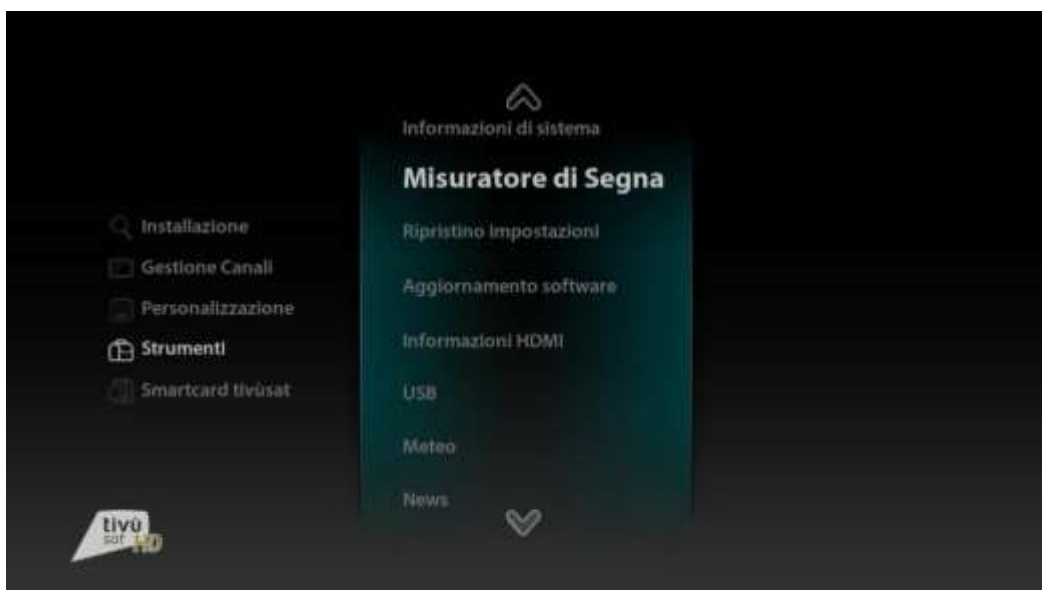 Informazioni di sistema
Misuratore di Segna
Ripristino impostazioni
Aggiornamento software
Informazioni HDMI
USB
Meteo
News
Installazione
Gestione Canali
Personalizzazione
Strumenti
Smartcard tivùsat
tivù
sat HD